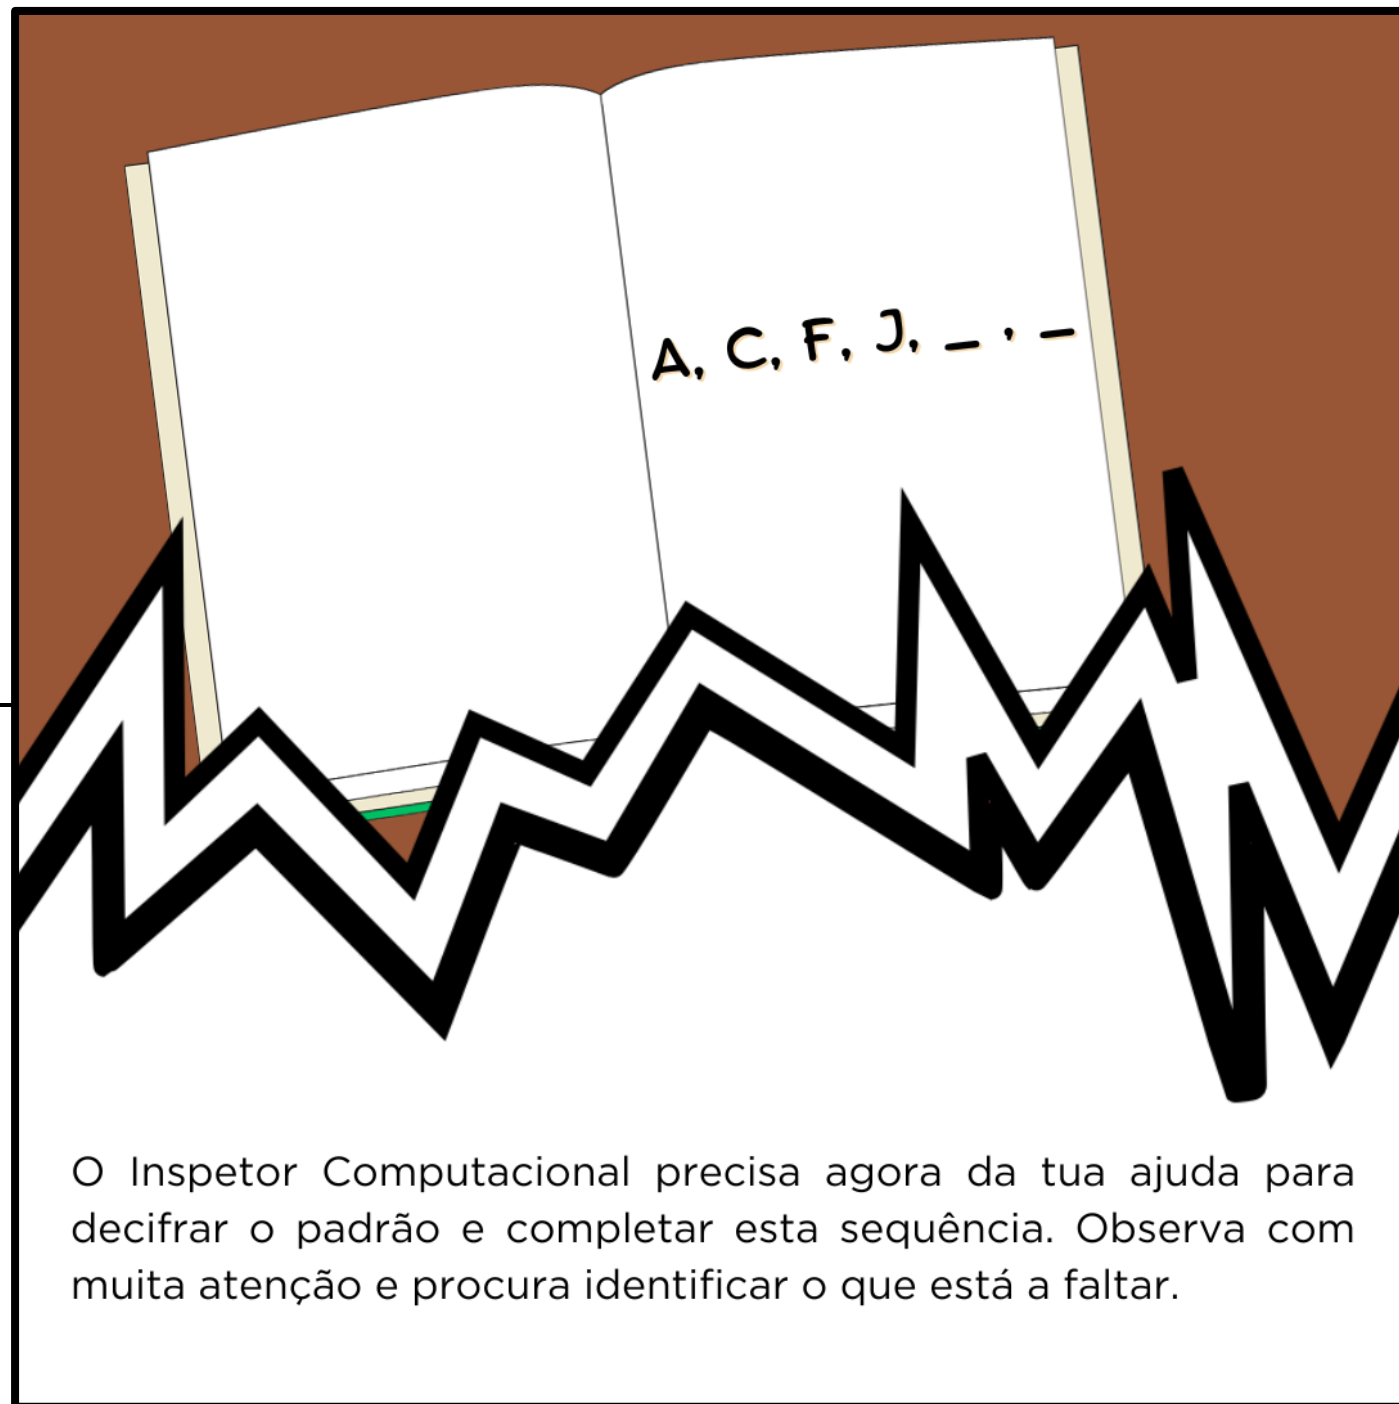 A, C, F, J, _ , _
O Inspetor Computacional precisa agora da tua ajuda para
decifrar o padrão e completar esta sequência. Observa com
muita atenção e procura identificar o que está a faltar.